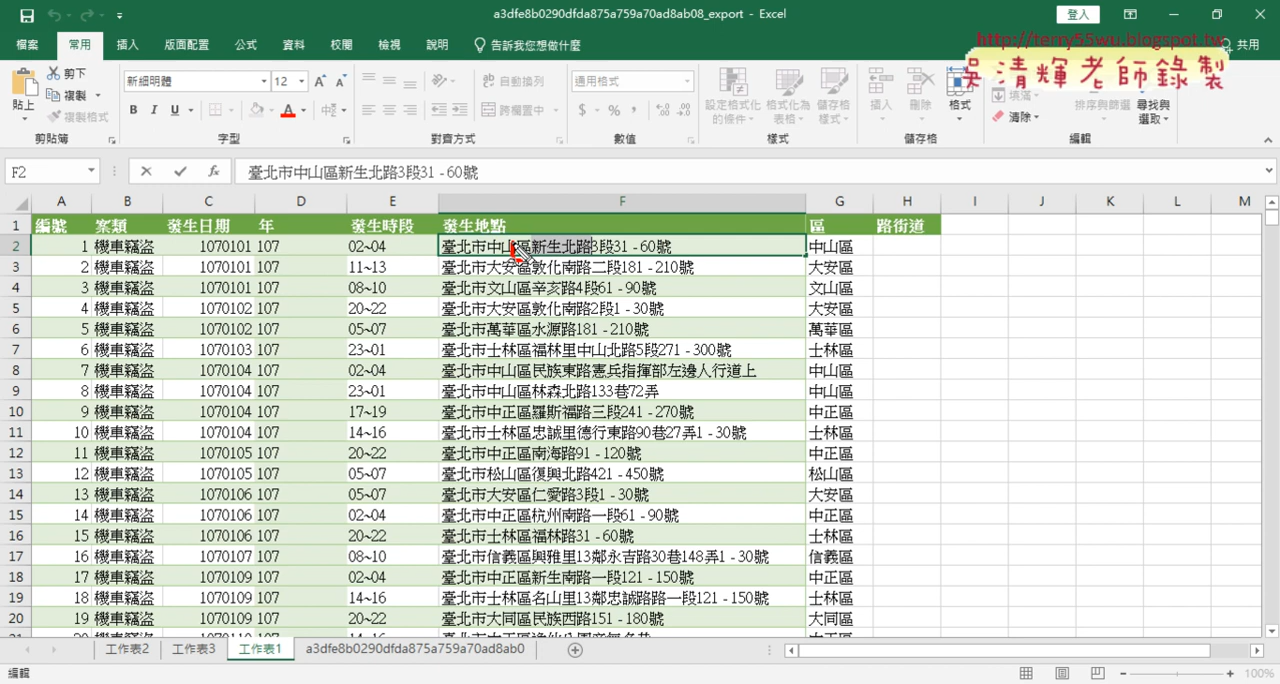 a3dfe8b0290dfda875a759a70ad8ab08_export - Excel
登入
http://terry55wu.blogspot.tw
吳清輝老師錄製
檔案 常用 插入 版面配置 公式 資料 校閱 檢視 說明 告訴我您想做什麼 共用
貼上 剪下 複製 複製格式
新細明體 12
B I U A
自動換列
跨欄置中
通用格式
$ % ,
設定格式化的條件 格式化為表格 儲存格樣式
插入 刪除 格式
填滿 清除 排序與篩選 尋找與選取
剪貼簿 字型 對齊方式 數值 樣式 儲存格 編輯
F2 fx 臺北市中山區新生北路3段31 - 60號
A B C D E F G H I J K L M
1 編號 案類 發生日期 年 發生時段 發生地點 區 路街道
2 1 機車竊盜 1070101 107 02~04 臺北市中山區新生北路3段31 - 60號 中山區
3 2 機車竊盜 1070101 107 11~13 臺北市大安區敦化南路二段181 - 210號 大安區
4 3 機車竊盜 1070101 107 08~10 臺北市文山區辛亥路4段61 - 90號 文山區
5 4 機車竊盜 1070102 107 20~22 臺北市大安區敦化南路2段1 - 30號 大安區
6 5 機車竊盜 1070102 107 05~07 臺北市萬華區水源路181 - 210號 萬華區
7 6 機車竊盜 1070103 107 23~01 臺北市士林區福林里中山北路5段271 - 300號 士林區
8 7 機車竊盜 1070104 107 02~04 臺北市中山區民族東路憲兵指揮部左邊人行道上 中山區
9 8 機車竊盜 1070104 107 23~01 臺北市中山區林森北路133巷72弄 中山區
10 9 機車竊盜 1070104 107 17~19 臺北市中正區羅斯福路三段241 - 270號 中正區
11 10 機車竊盜 1070104 107 14~16 臺北市士林區忠誠里德行東路90巷27弄1 - 30號 士林區
12 11 機車竊盜 1070105 107 20~22 臺北市中正區南海路91 - 120號 中正區
13 12 機車竊盜 1070105 107 05~07 臺北市松山區復興北路421 - 450號 松山區
14 13 機車竊盜 1070106 107 05~07 臺北市大安區仁愛路3段1 - 30號 大安區
15 14 機車竊盜 1070106 107 02~04 臺北市中正區杭州南路一段61 - 90號 中正區
16 15 機車竊盜 1070106 107 20~22 臺北市士林區福林路31 - 60號 士林區
17 16 機車竊盜 1070107 107 08~10 臺北市信義區興雅里13鄰永吉路30巷148弄1 - 30號 信義區
18 17 機車竊盜 1070109 107 02~04 臺北市中正區新生南路一段121 - 150號 中正區
19 18 機車竊盜 1070109 107 14~16 臺北市士林區名山里13鄰忠誠路路一段121 - 150號 士林區
20 19 機車竊盜 1070109 107 20~22 臺北市大同區民族西路151 - 180號 大同區
工作表2 工作表3 工作表1 a3dfe8b0290dfda875a759a70ad8ab0
編輯 100%